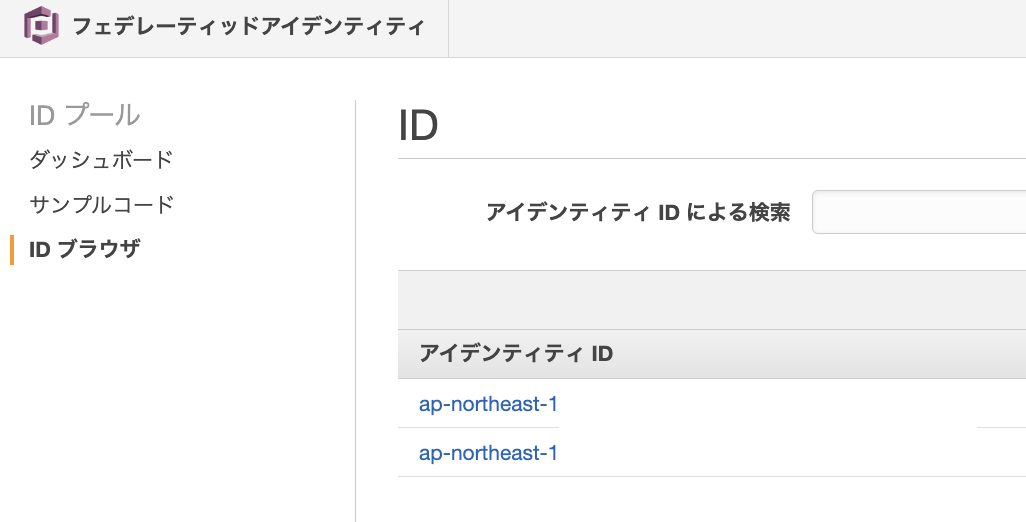 フェデレーティッドアイデンティティ
ID プール
ダッシュボード
サンプルコード
ID ブラウザ
ID
アイデンティティ ID による検索
アイデンティティ ID
ap-northeast-1
ap-northeast-1